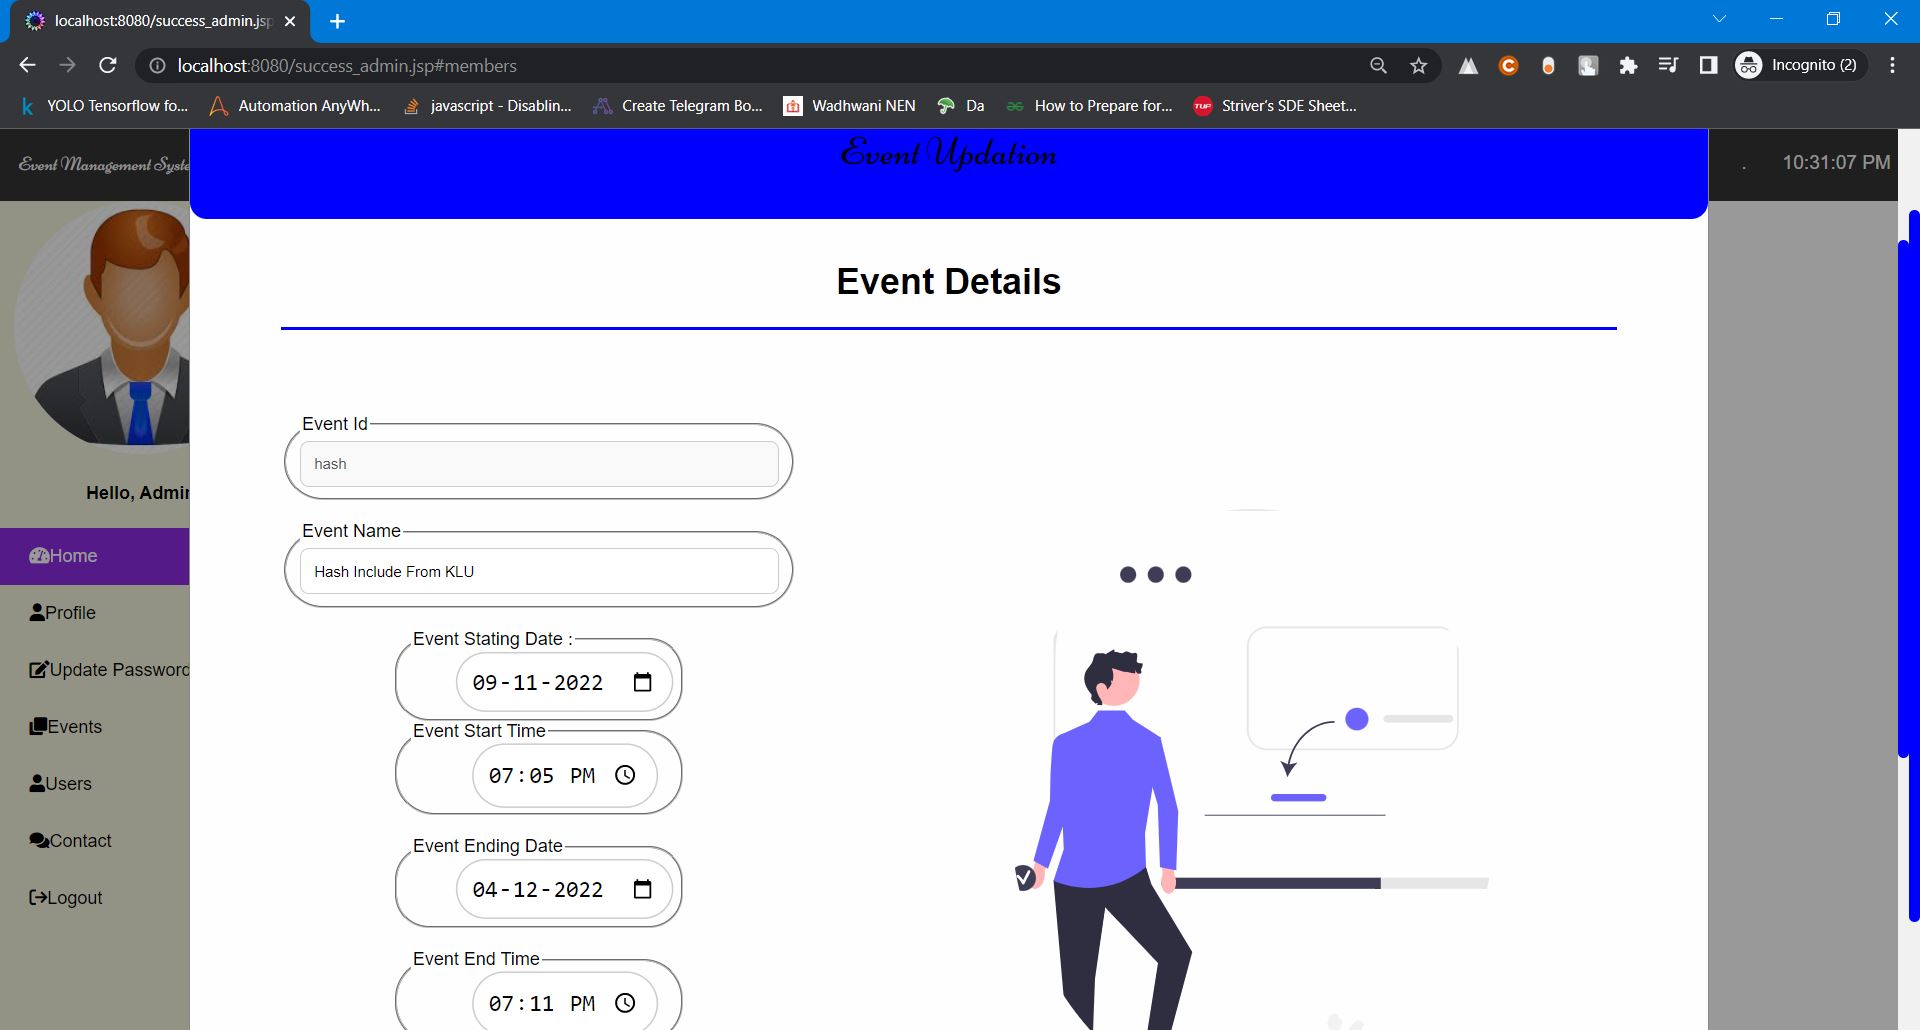 localhost:8080/success_admin.jsp
localhost:8080/success_admin.jsp#members
Incognito (2)
YOLO Tensorflow fo...
Automation AnyWh...
javascript - Disablin...
Create Telegram Bo...
Wadhwani NEN
Da
How to Prepare for...
TUF
Striver's SDE Sheet...
Event Management Syste
Event Updation
. 10:31:07 PM
Event Details
Hello, Admin
Home
Profile
Update Password
Events
Users
Contact
Logout
Event Id
hash
Event Name
Hash Include From KLU
Event Stating Date :
09-11-2022
Event Start Time
07:05 PM
Event Ending Date
04-12-2022
Event End Time
07:11 PM